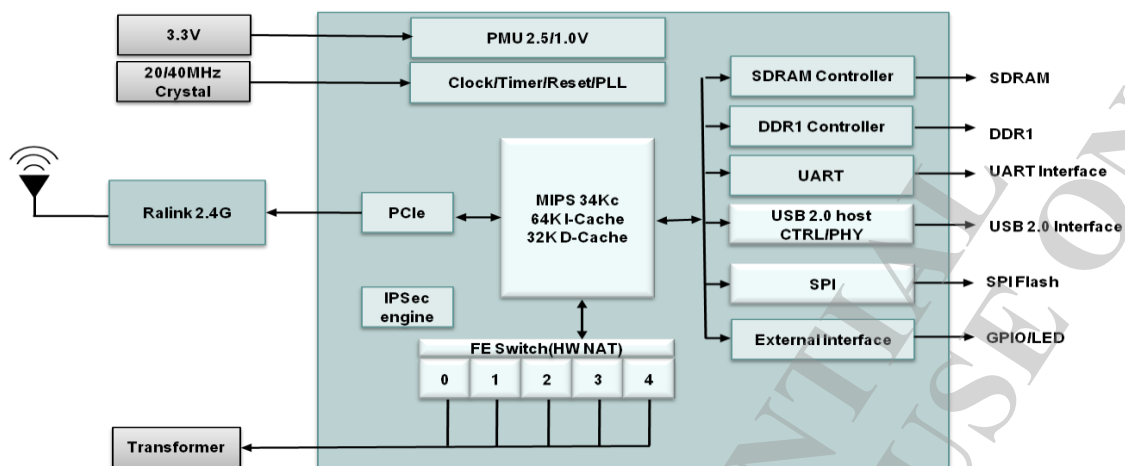 3.3V
PMU 2.5/1.0V
20/40MHz
Crystal
Clock/Timer/Reset/PLL
SDRAM Controller
SDRAM
DDR1 Controller
DDR1
UART
UART Interface
Ralink 2.4G
PCIe
MIPS 34Kc
64K I-Cache
32K D-Cache
USB 2.0 host
CTRL/PHY
USB 2.0 Interface
SPI
SPI Flash
IPSec
engine
External interface
GPIO/LED
FE Switch(HW NAT)
0 1 2 3 4
Transformer